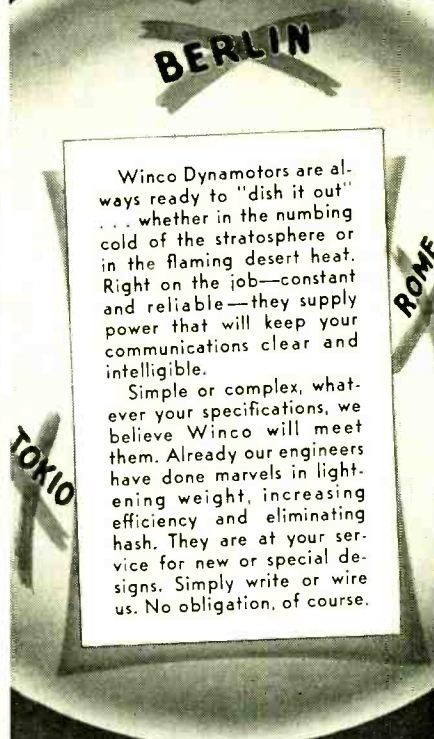 BERLIN
Winco Dynamotors are al-
ways ready to "dish it out"
. . . whether in the numbing
cold of the stratosphere or
in the flaming desert heat.
Right on the job—constant
and reliable—they supply
power that will keep your
communications clear and
intelligible.
Simple or complex, what-
ever your specifications, we
believe Winco will meet
them. Already our engineers
have done marvels in light-
ening weight, increasing
efficiency and eliminating
hash. They are at your ser-
vice for new or special de-
signs. Simply write or wire
us. No obligation, of course.
ROME
TOKIO